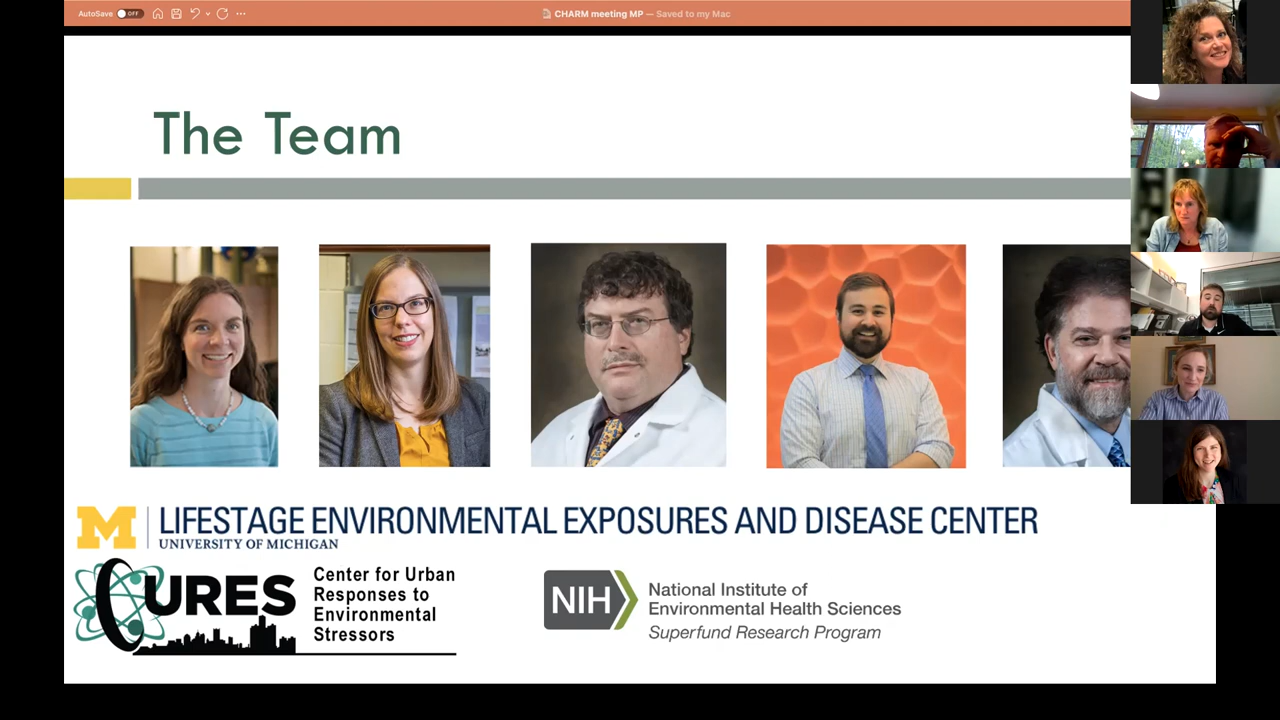 AutoSave OFF
CHARM meeting MP — Saved to my Mac
The Team
M LIFESTAGE ENVIRONMENTAL EXPOSURES AND DISEASE CENTER
UNIVERSITY OF MICHIGAN
CURES
Center for Urban
Responses to
Environmental
Stressors
NIH
National Institute of
Environmental Health Sciences
Superfund Research Program